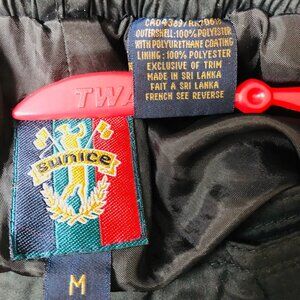 OUTERSHELL: 100% POLYESTER
WITH POLYURETHANE COATING
LINING: 100% POLYESTER
EXCLUSIVE OF TRIM
MADE IN SRI LANKA
FAIT A SRI LANKA
FRENCH SEE REVERSE
TWA
sunice
M